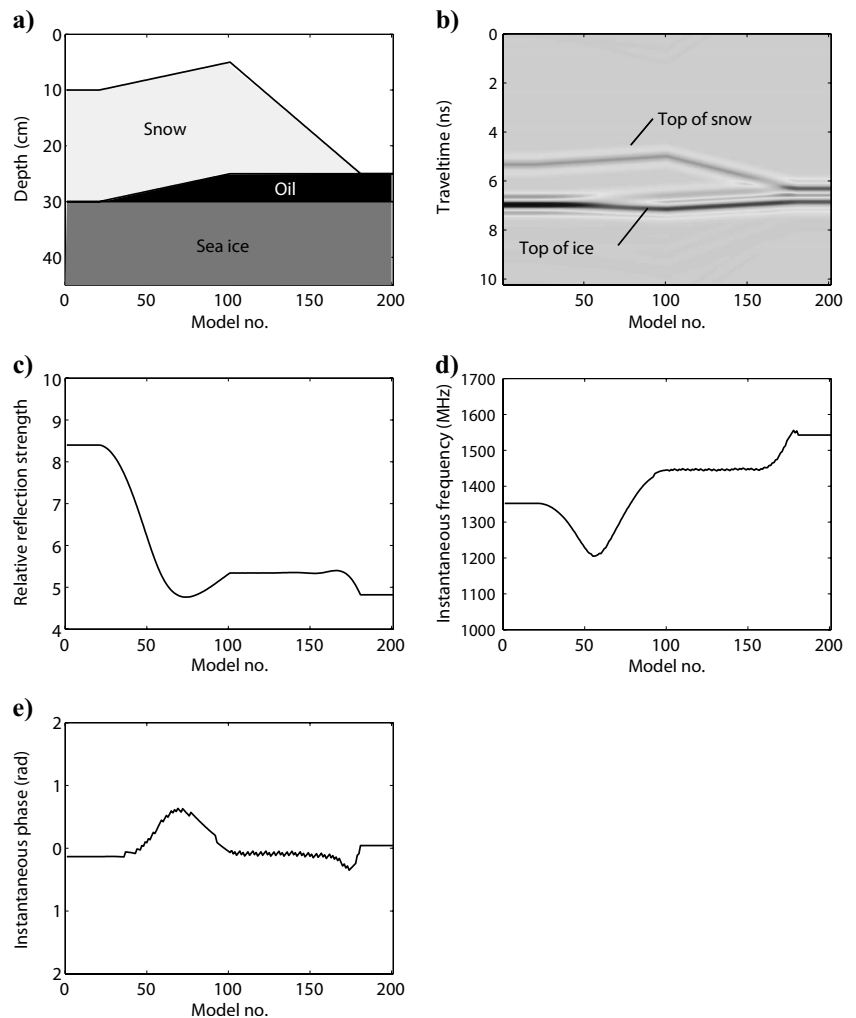 a)
0
10
20
30
40
Depth (cm)
Snow
Oil
Sea ice
0 50 100 150 200
Model no.
b)
0
2
4
6
8
10
Traveltime (ns)
Top of snow
Top of ice
0 50 100 150 200
Model no.
c)
10
9
8
7
6
5
4
Relative reflection strength
0 50 100 150 200
Model no.
d)
1700
1600
1500
1400
1300
1200
1100
1000
Instantaneous frequency (MHz)
0 50 100 150 200
Model no.
e)
2
1
0
1
2
Instantaneous phase (rad)
0 50 100 150 200
Model no.